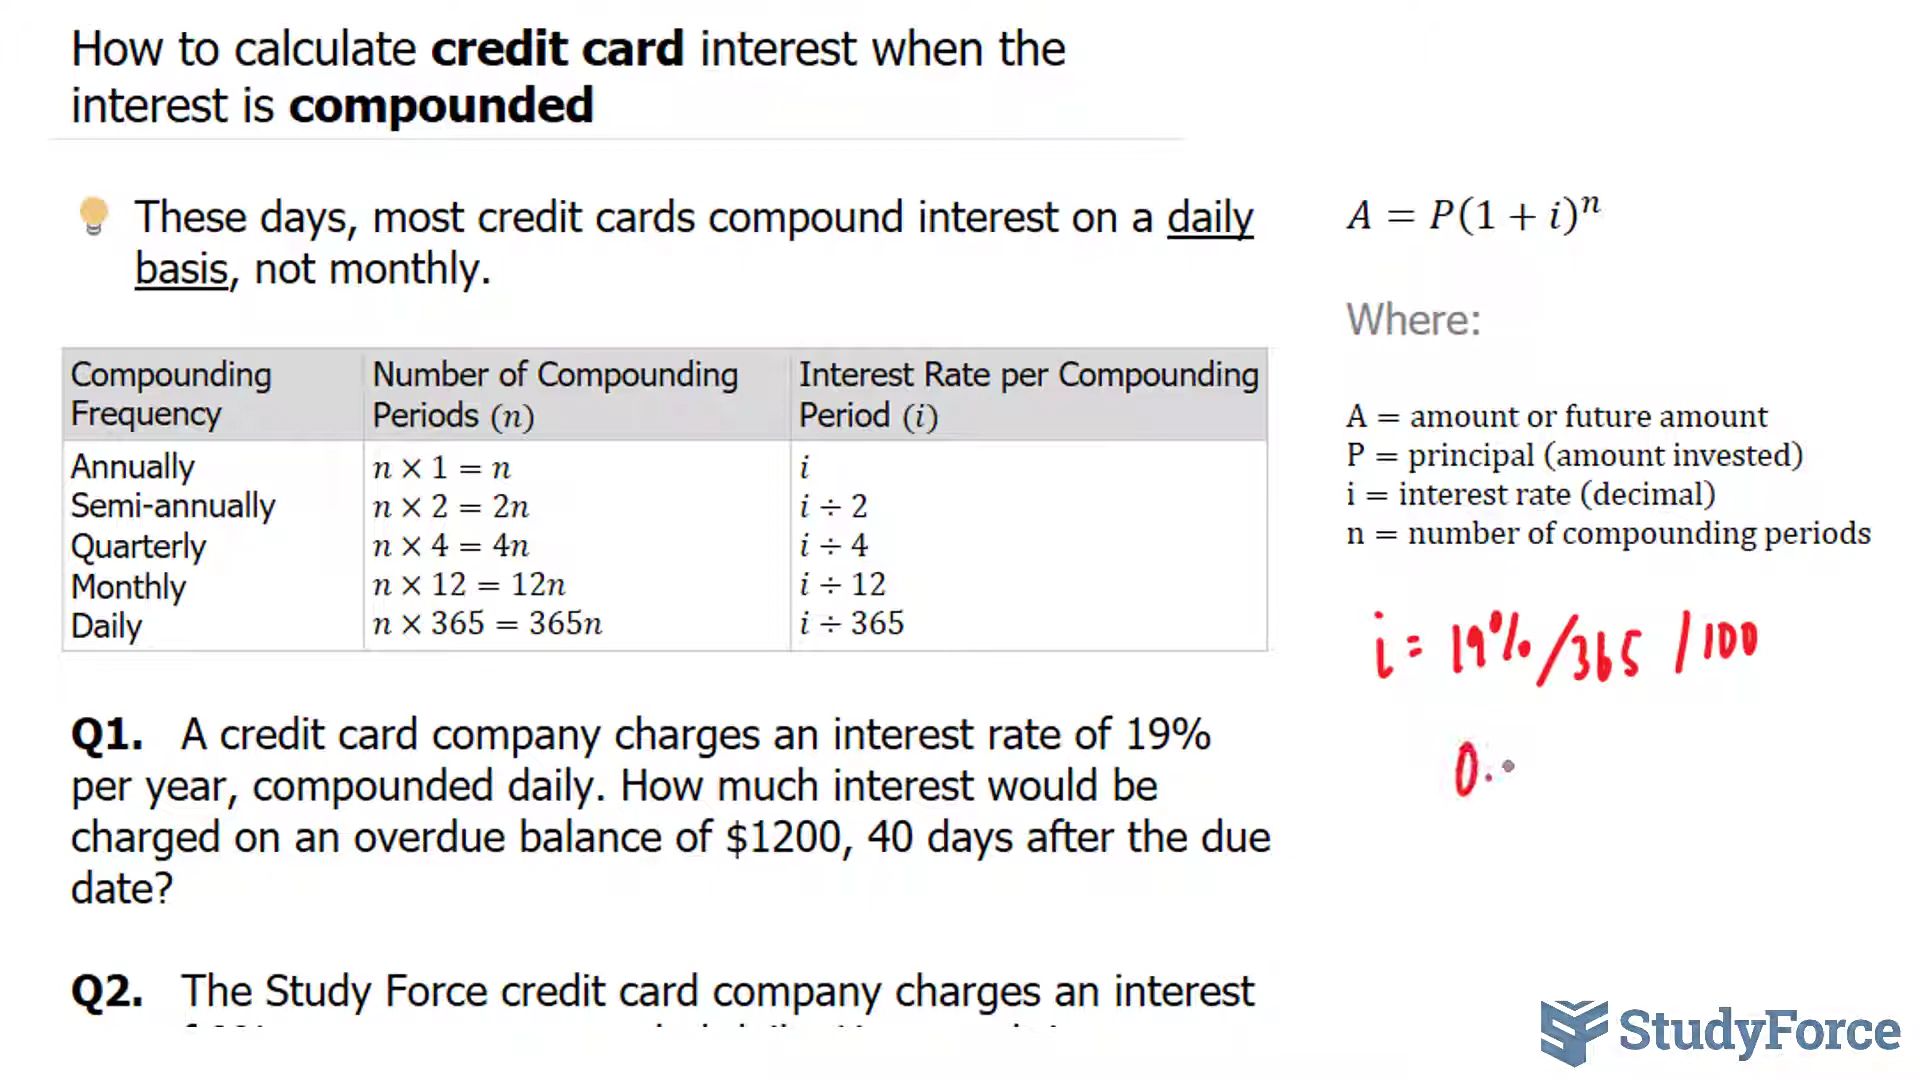 How to calculate credit card interest when the
interest is compounded
These days, most credit cards compound interest on a daily
basis, not monthly.
Compounding Frequency | Number of Compounding Periods (n) | Interest Rate per Compounding Period (i)
Annually | n × 1 = n | i
Semi-annually | n × 2 = 2n | i ÷ 2
Quarterly | n × 4 = 4n | i ÷ 4
Monthly | n × 12 = 12n | i ÷ 12
Daily | n × 365 = 365n | i ÷ 365
Q1. A credit card company charges an interest rate of 19%
per year, compounded daily. How much interest would be
charged on an overdue balance of $1200, 40 days after the due
date?
Q2. The Study Force credit card company charges an interest
A = P(1 + i)ⁿ
Where:
A = amount or future amount
P = principal (amount invested)
i = interest rate (decimal)
n = number of compounding periods
i = 19% /365 /100
0.
StudyForce